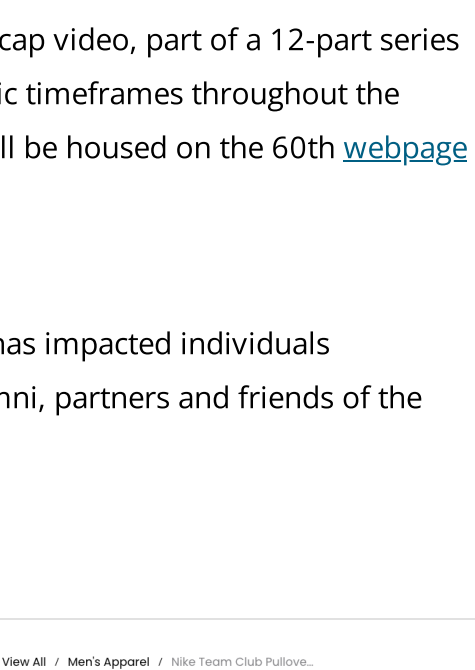 cap video, part of a 12-part series
ic timeframes throughout the
ll be housed on the 60th webpage
has impacted individuals
mni, partners and friends of the
View All / Men's Apparel / Nike Team Club Pullove...